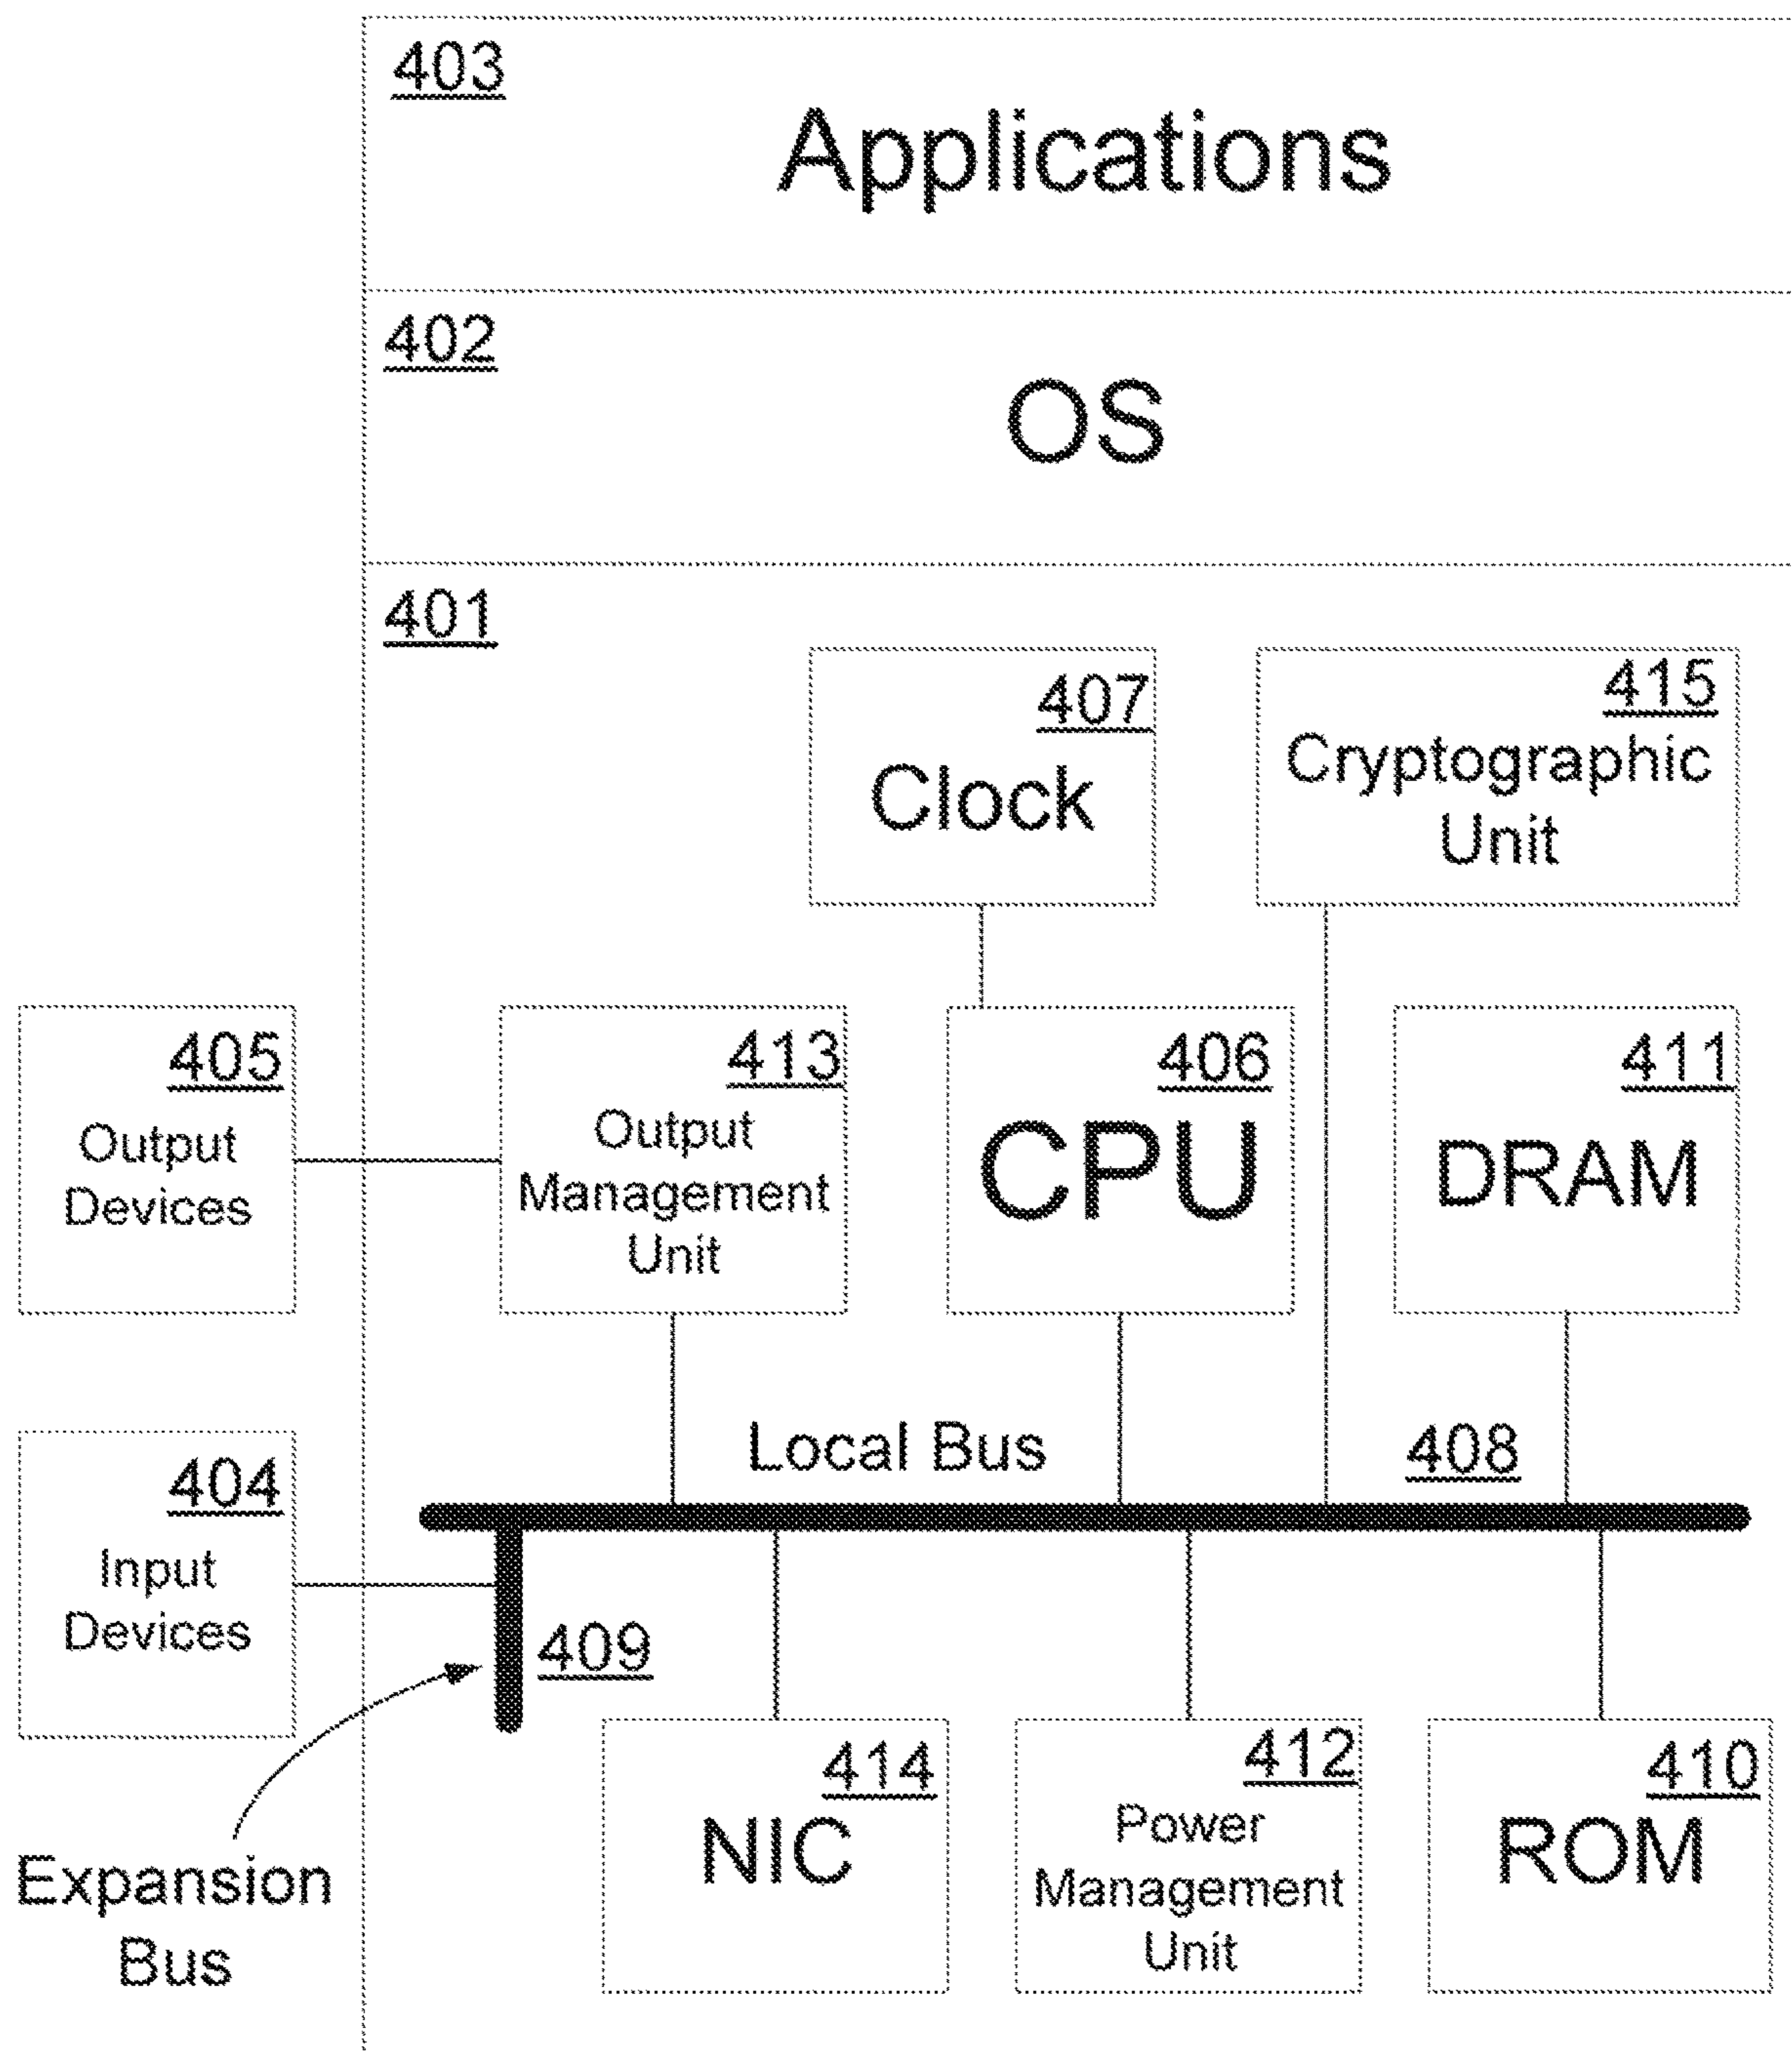 403
Applications
402
OS
401
407
Clock
415
Cryptographic
Unit
405
Output
Devices
413
Output
Management
Unit
406
CPU
411
DRAM
Local Bus
408
404
Input
Devices
409
Expansion
Bus
414
NIC
412
Power
Management
Unit
410
ROM